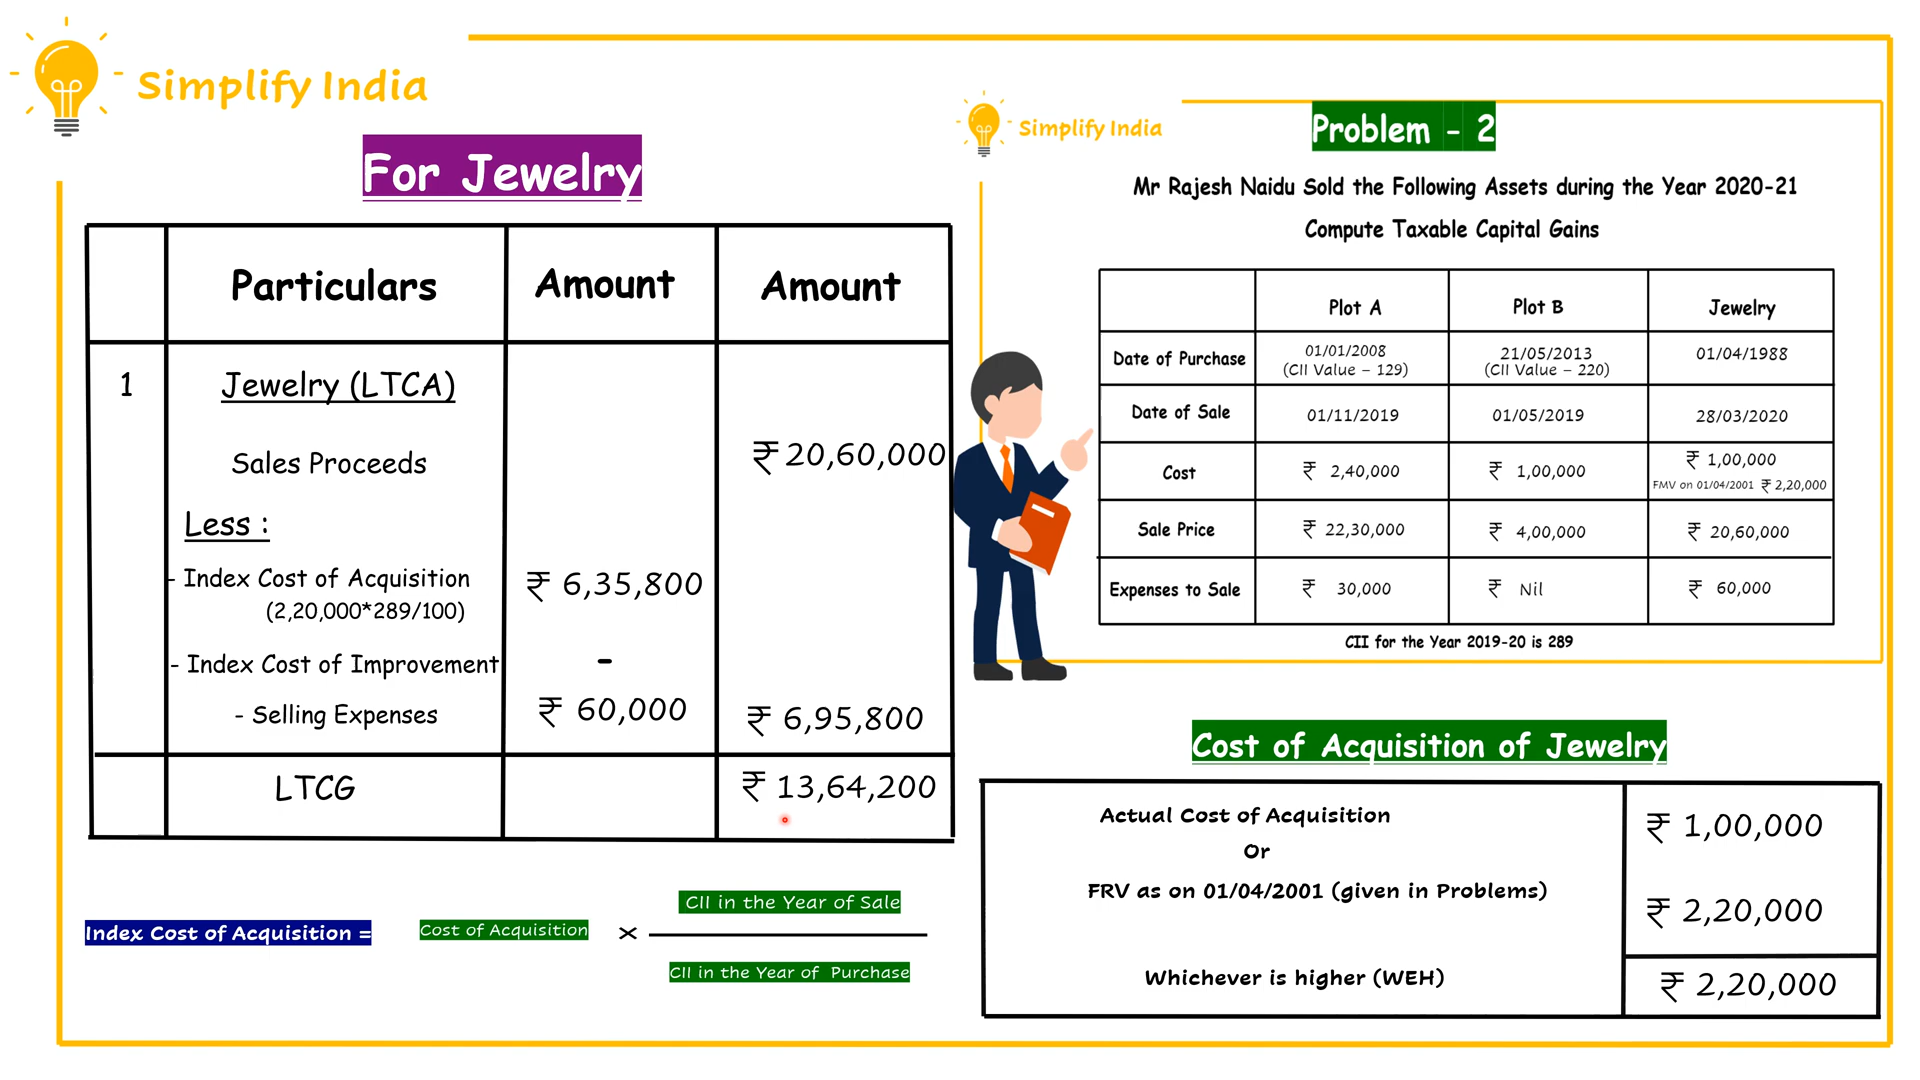 Simplify India
For Jewelry
Particulars Amount Amount
1 Jewelry (LTCA)
Sales Proceeds ₹ 20,60,000
Less :
- Index Cost of Acquisition ₹ 6,35,800
(2,20,000*289/100)
- Index Cost of Improvement -
- Selling Expenses ₹ 60,000 ₹ 6,95,800
LTCG ₹ 13,64,200
Index Cost of Acquisition = Cost of Acquisition × CII in the Year of Sale
CII in the Year of Purchase
Simplify India
Problem - 2
Mr Rajesh Naidu Sold the Following Assets during the Year 2020-21
Compute Taxable Capital Gains
Plot A Plot B Jewelry
Date of Purchase 01/01/2008 21/05/2013 01/04/1988
(CII Value – 129) (CII Value – 220)
Date of Sale 01/11/2019 01/05/2019 28/03/2020
Cost ₹ 2,40,000 ₹ 1,00,000 ₹ 1,00,000
FMV on 01/04/2001 ₹ 2,20,000
Sale Price ₹ 22,30,000 ₹ 4,00,000 ₹ 20,60,000
Expenses to Sale ₹ 30,000 ₹ Nil ₹ 60,000
CII for the Year 2019-20 is 289
Cost of Acquisition of Jewelry
Actual Cost of Acquisition ₹ 1,00,000
Or
FRV as on 01/04/2001 (given in Problems) ₹ 2,20,000
Whichever is higher (WEH) ₹ 2,20,000